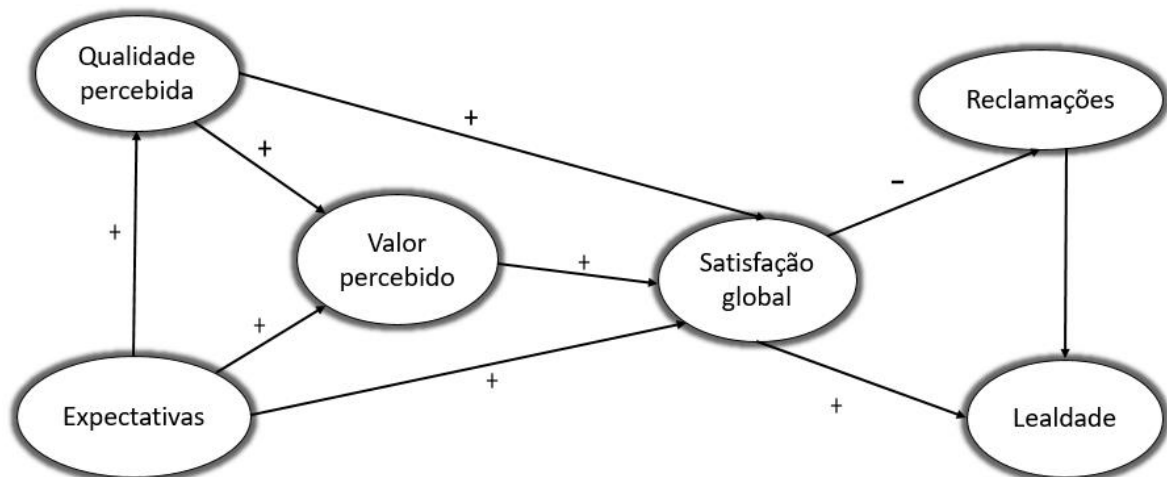 Qualidade
percebida
Reclamações
+
+
−
+
Valor
percebido
+
Satisfação
global
+
+
+
Expectativas
Lealdade